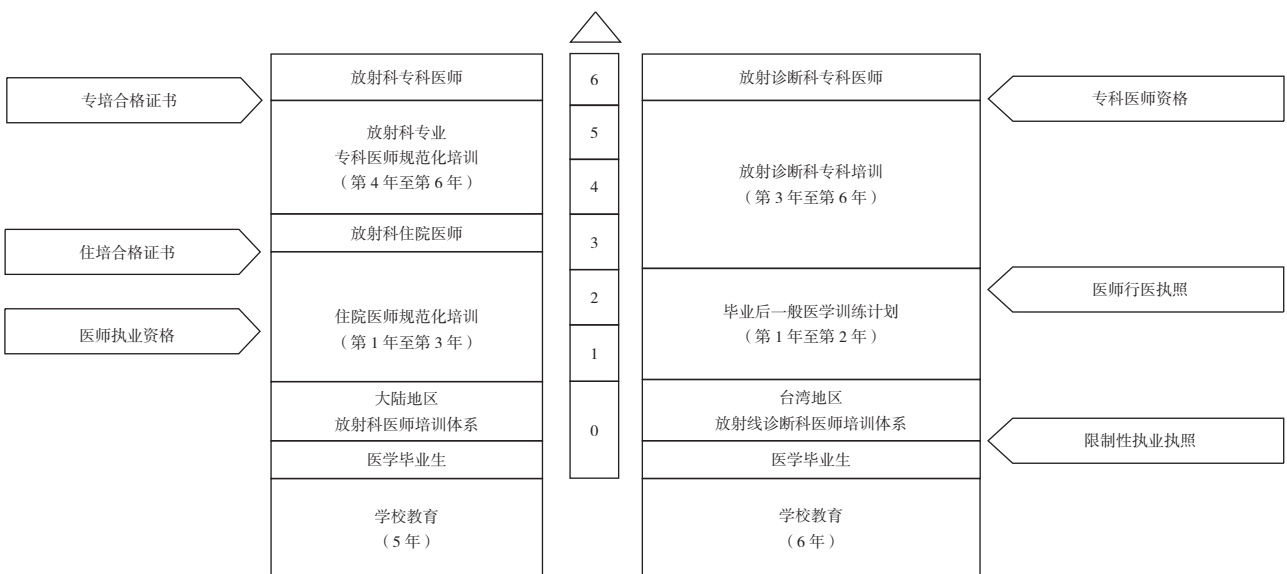 专培合格证书
住培合格证书
医师执业资格
放射科专科医师
放射科专业
专科医师规范化培训
（第 4 年至第 6 年）
放射科住院医师
住院医师规范化培训
（第 1 年至第 3 年）
大陆地区
放射科医师培训体系
医学毕业生
学校教育
（5 年）
6
5
4
3
2
1
0
放射诊断科专科医师
放射诊断科专科培训
（第 3 年至第 6 年）
毕业后一般医学训练计划
（第 1 年至第 2 年）
台湾地区
放射线诊断科医师培训体系
医学毕业生
学校教育
（6 年）
专科医师资格
医师行医执照
限制性执业执照